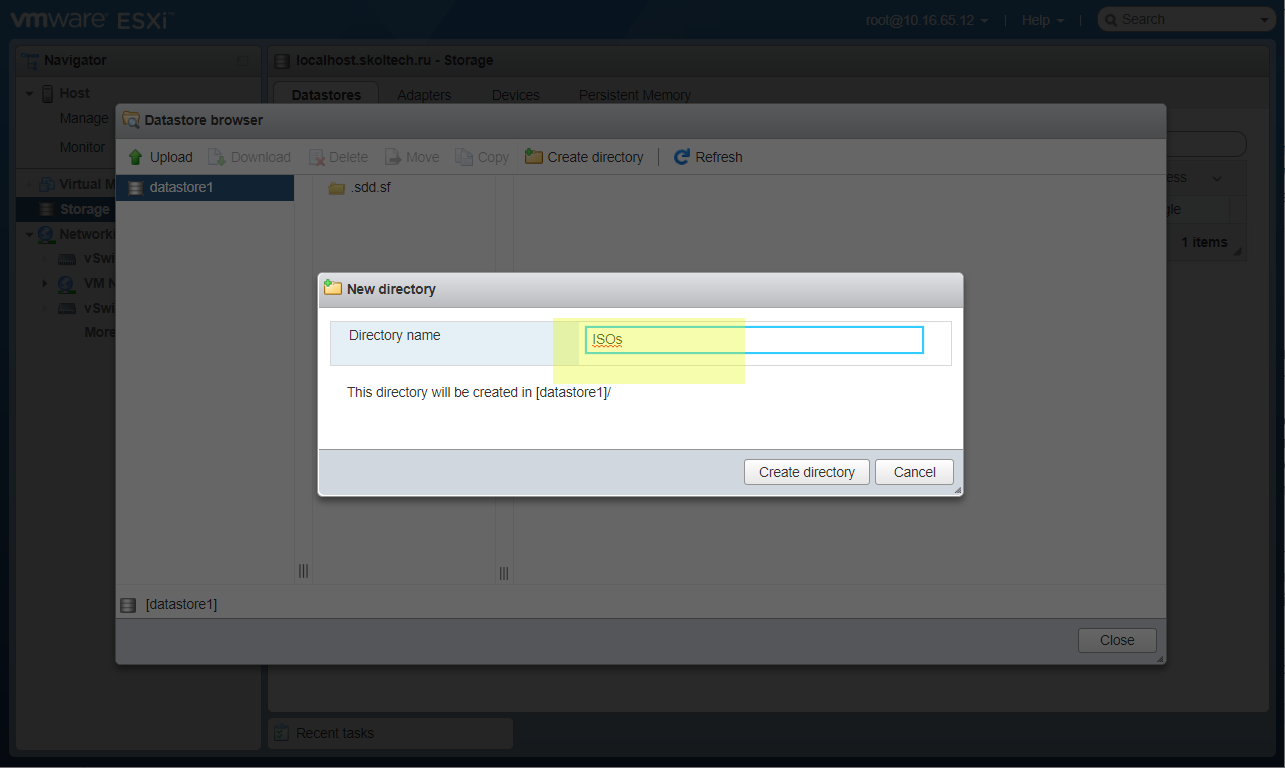 vmware ESXi™
root@10.16.65.12 | Help | Search
Navigator
Host
Manage
Monitor
Virtual M
Storage
Network
vSwi
VM N
vSwi
More
localhost.skoltech.ru - Storage
Datastores Adapters Devices Persistent Memory
ess
gle
1 items
Datastore browser
Upload Download Delete Move Copy Create directory | Refresh
datastore1
.sdd.sf
New directory
Directory name
ISOs
This directory will be created in [datastore1]/
Create directory Cancel
[datastore1]
Close
Recent tasks